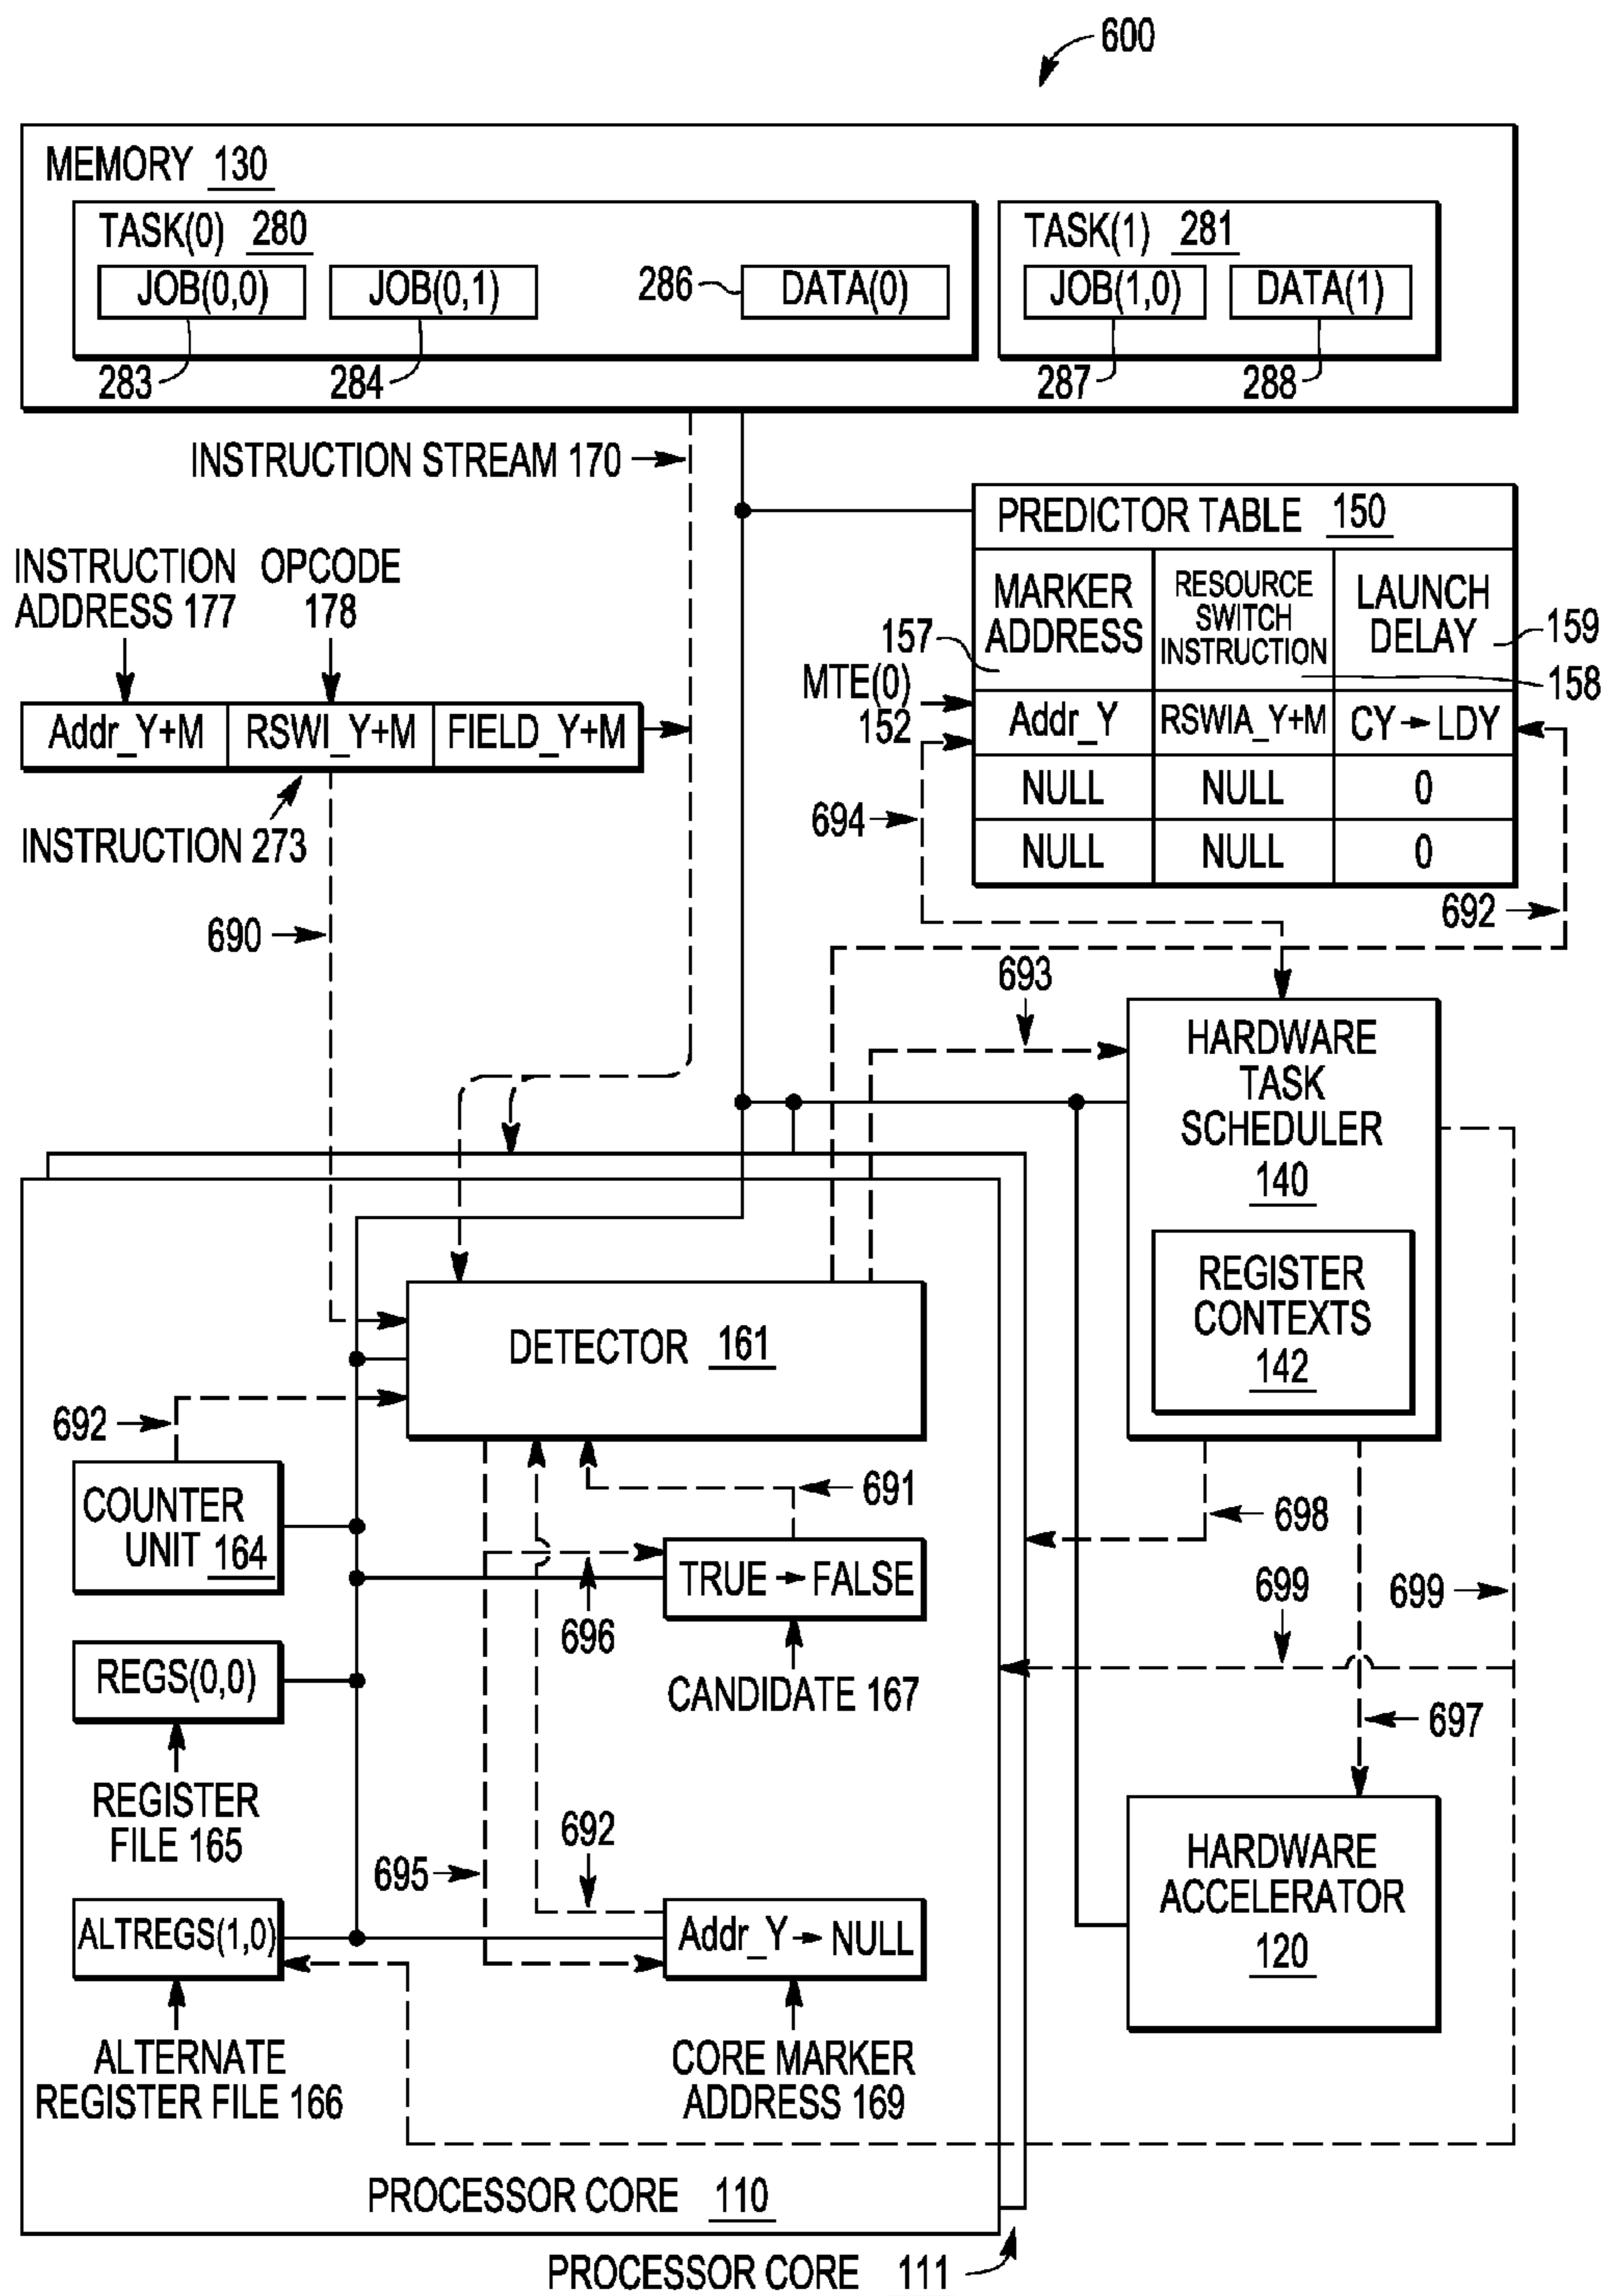 600
MEMORY 130
TASK(0) 280
JOB(0,0)
JOB(0,1)
286
DATA(0)
283
284
TASK(1) 281
JOB(1,0)
DATA(1)
287
288
INSTRUCTION STREAM 170
INSTRUCTION
ADDRESS 177
OPCODE
178
Addr_Y+M
RSWI_Y+M
FIELD_Y+M
INSTRUCTION 273
690
PREDICTOR TABLE 150
MARKER
ADDRESS
RESOURCE
SWITCH
INSTRUCTION
LAUNCH
DELAY
157
159
158
MTE(0)
152
Addr_Y
RSWIA_Y+M
CY→LDY
NULL
NULL
0
NULL
NULL
0
694
692
693
HARDWARE
TASK
SCHEDULER
140
REGISTER
CONTEXTS
142
DETECTOR 161
692
COUNTER
UNIT 164
691
698
TRUE→FALSE
696
CANDIDATE 167
699
699
REGS(0,0)
REGISTER
FILE 165
697
695
692
HARDWARE
ACCELERATOR
120
ALTREGS(1,0)
Addr_Y→NULL
ALTERNATE
REGISTER FILE 166
CORE MARKER
ADDRESS 169
PROCESSOR CORE 110
PROCESSOR CORE 111